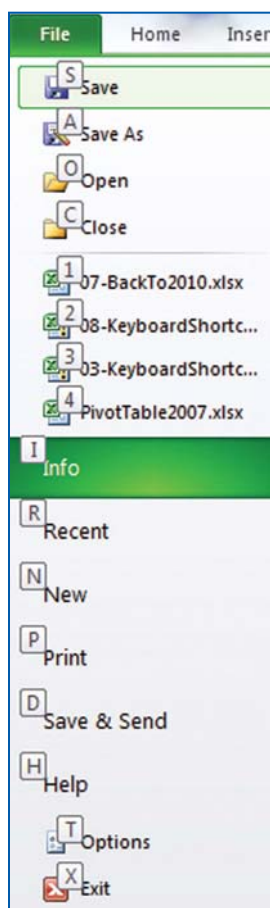 File Home Inser
S Save
A Save As
O Open
C Close
1 07-BackTo2010.xlsx
2 08-KeyboardShortc...
3 03-KeyboardShortc...
4 PivotTable2007.xlsx
I Info
R Recent
N New
P Print
D Save & Send
H Help
T Options
X Exit